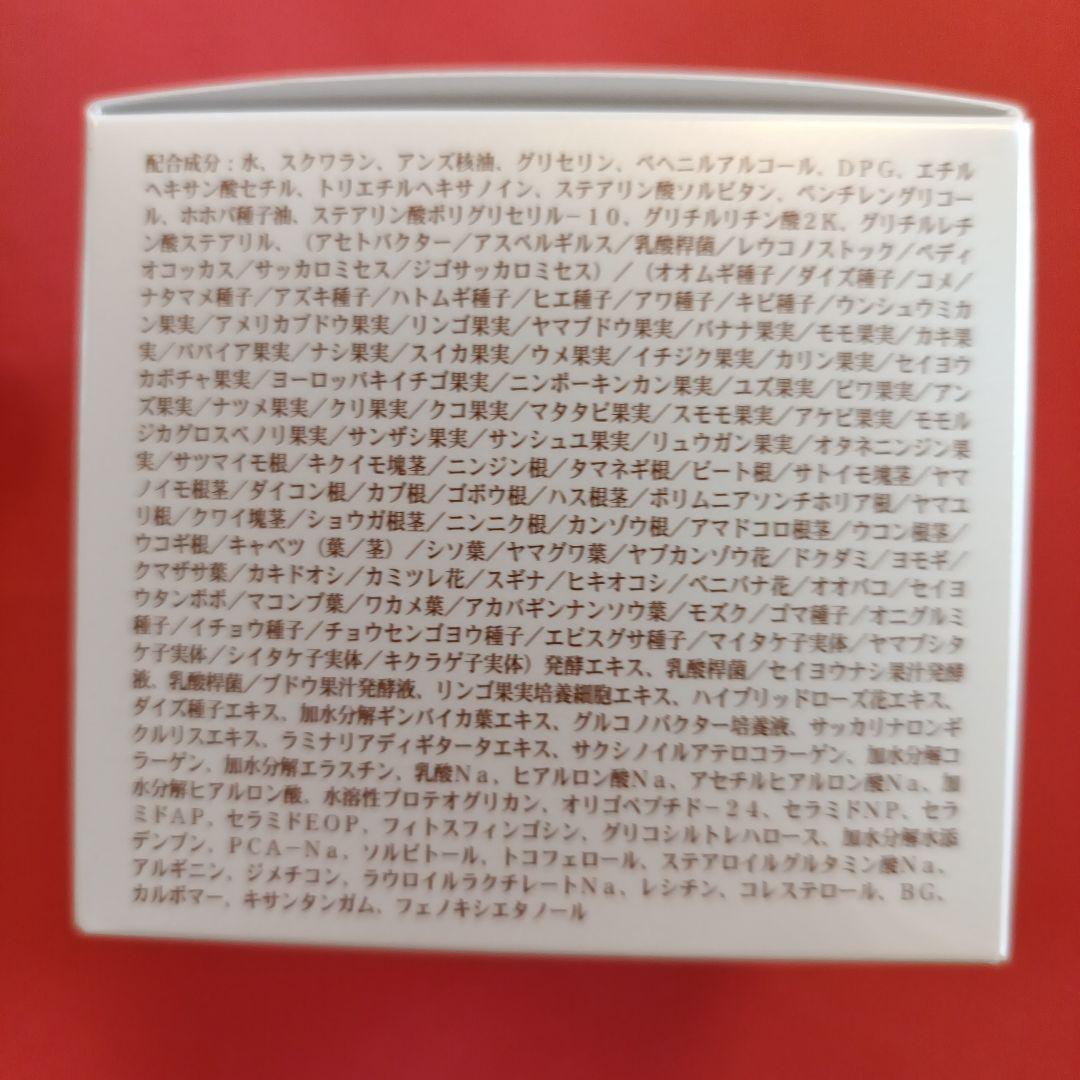 配合成分：水、スクワラン、アンズ核油、グリセリン、ベヘニルアルコール、DPG、エチル
ヘキサン酸セチル、トリエチルヘキサノイン、ステアリン酸ソルビタン、ペンチレングリコー
ル、ホホバ種子油、ステアリン酸ポリグリセリル－10、グリチルリチン酸2K、グリチルレチ
ン酸ステアリル、（アセトバクター／アスペルギルス／乳酸桿菌／レウコノストック／ペディ
オコッカス／サッカロミセス／ジゴサッカロミセス）／（オオムギ種子／ダイズ種子／コメ／
ナタマメ種子／アズキ種子／ハトムギ種子／ヒエ種子／アワ種子／キビ種子／ウンシュウミカ
ン果実／アメリカブドウ果実／リンゴ果実／ヤマブドウ果実／バナナ果実／モモ果実／カキ果
実／パパイア果実／ナシ果実／スイカ果実／ウメ果実／イチジク果実／カリン果実／セイヨウ
カボチャ果実／ヨーロッパキイチゴ果実／ニンポーキンカン果実／ユズ果実／ビワ果実／アン
ズ果実／ナツメ果実／クリ果実／クコ果実／マタタビ果実／スモモ果実／アケビ果実／モモル
ジカグロスベノリ果実／サンザシ果実／サンシュユ果実／リュウガン果実／オタネニンジン果
実／サツマイモ根／キクイモ塊茎／ニンジン根／タマネギ根／ビート根／サトイモ塊茎／ヤマ
ノイモ根茎／ダイコン根／カブ根／ゴボウ根／ハス根茎／ポリムニアソンチホリア根／ヤマユ
リ根／クワイ塊茎／ショウガ根茎／ニンニク根／カンゾウ根／アマドコロ根茎／ウコン根茎／
ウコギ根／キャベツ（葉／茎）／シソ葉／ヤマグワ葉／ヤブカンゾウ花／ドクダミ／ヨモギ／
クマザサ葉／カキドオシ／カミツレ花／スギナ／ヒキオコシ／ベニバナ花／オオバコ／セイヨ
ウタンポポ／マコンブ葉／ワカメ葉／アカバギンナンソウ葉／モズク／ゴマ種子／オニグルミ
種子／イチョウ種子／チョウセンゴヨウ種子／エビスグサ種子／マイタケ子実体／ヤマブシタ
ケ子実体／シイタケ子実体／キクラゲ子実体）発酵エキス、乳酸桿菌／セイヨウナシ果汁発酵
液、乳酸桿菌／ブドウ果汁発酵液、リンゴ果実培養細胞エキス、ハイブリッドローズ花エキス、
ダイズ種子エキス、加水分解ギンバイカ葉エキス、グルコノバクター培養液、サッカリナロンギ
クルリスエキス、ラミナリアディギタータエキス、サクシノイルアテロコラーゲン、加水分解コ
ラーゲン、加水分解エラスチン、乳酸Na、ヒアルロン酸Na、アセチルヒアルロン酸Na、加
水分解ヒアルロン酸、水溶性プロテオグリカン、オリゴペプチド－24、セラミドNP、セラ
ミドAP、セラミドEOP、フィトスフィンゴシン、グリコシルトレハロース、加水分解水添
デンプン、PCA－Na、ソルビトール、トコフェロール、ステアロイルグルタミン酸Na、
アルギニン、ジメチコン、ラウロイルラクチレートNa、レシチン、コレステロール、BG、
カルボマー、キサンタンガム、フェノキシエタノール